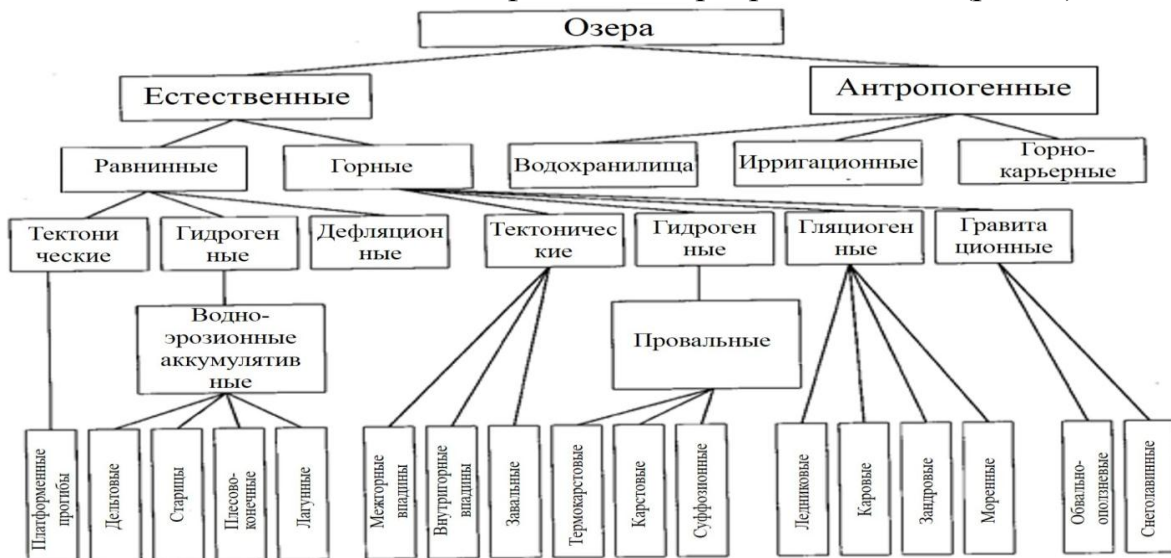 Озера
Естественные
Антропогенные
Равнинные
Горные
Водохранилища
Ирригационные
Горно-
карьерные
Тектони
ческие
Гидроген
ные
Дефляцион
ные
Тектоничес
кие
Гидроген
ные
Гляциоген
ные
Гравита
ционные
Водно-
эрозионные
аккумулятив
ные
Провальные
Платформенные
прогибы
Дельтовые
Старицы
Плесово-
конечные
Лагунные
Межгорные
впадины
Внутригорные
впадины
Завальные
Термокарстовые
Карстовые
Суффозионные
Ледниковые
Каровые
Зандровые
Моренные
Обвально-
оползневые
Снеголавинные